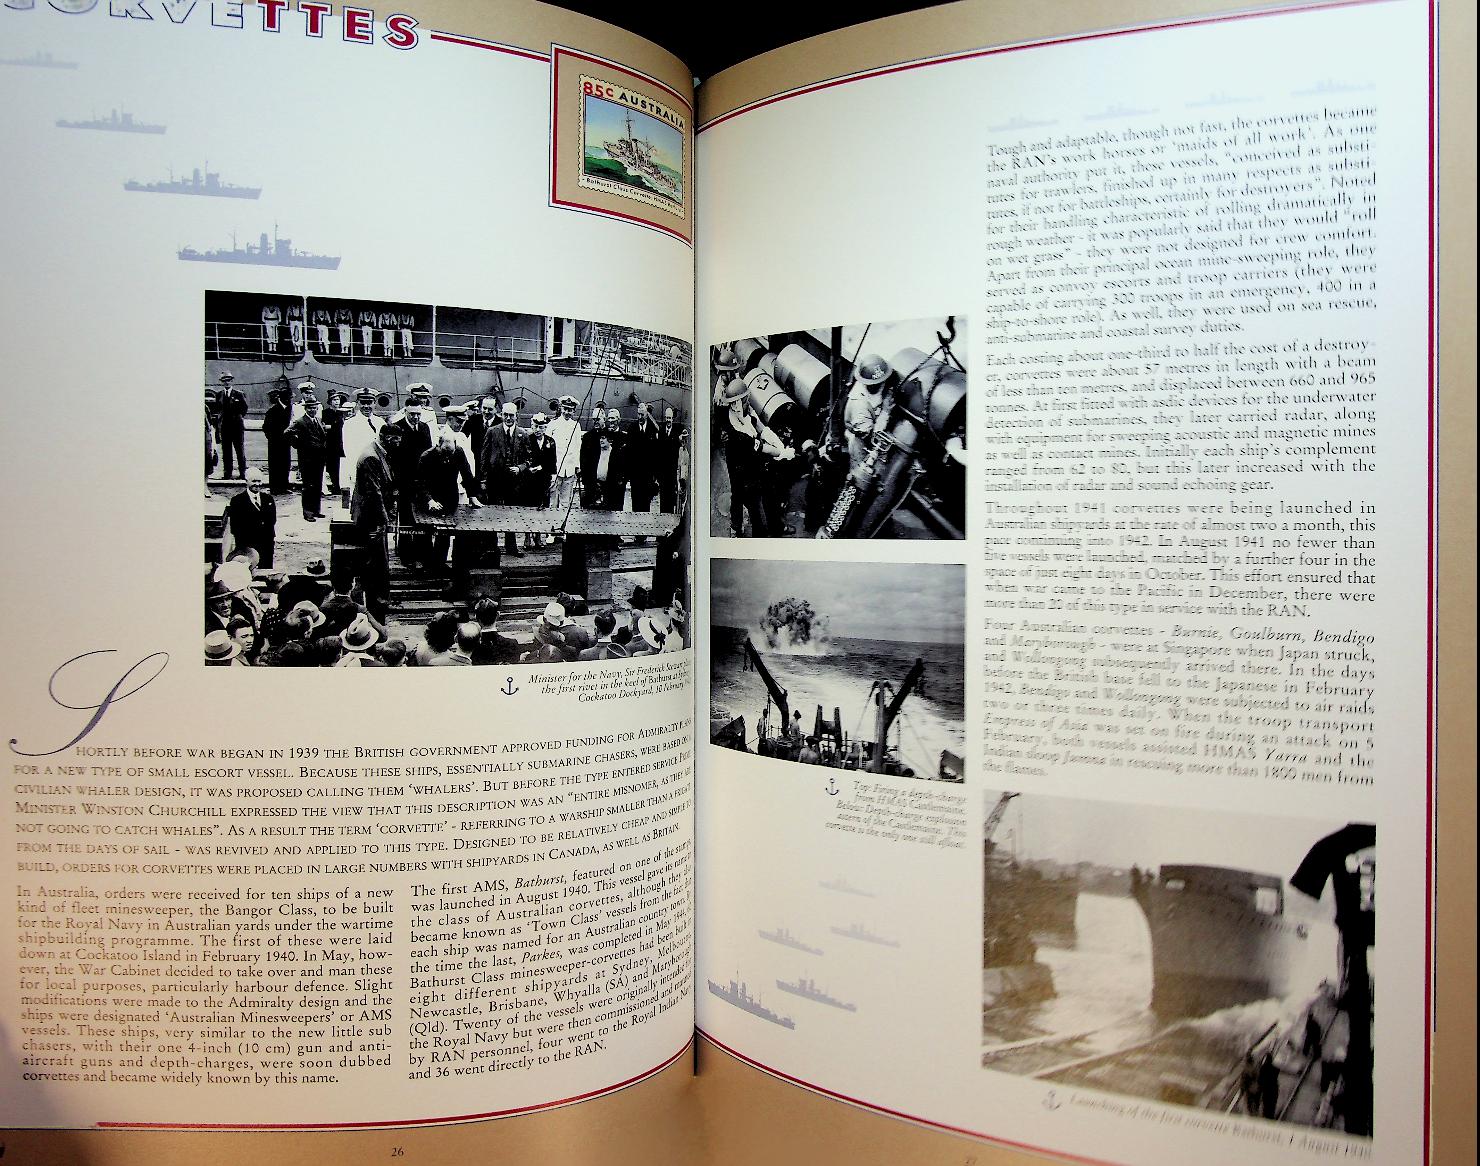 CORVETTES
85c AUSTRALIA
Bathurst Class Corvette, HMAS
Minister for the Navy, Sir Frederick Stewart
the first rivet in the keel of Bathurst at
Cockatoo Dockyard, 10 February
SHORTLY BEFORE WAR BEGAN IN 1939 THE BRITISH GOVERNMENT APPROVED FUNDING FOR ADMIRALTY PLANS
FOR A NEW TYPE OF SMALL ESCORT VESSEL. BECAUSE THESE SHIPS, ESSENTIALLY SUBMARINE CHASERS, WERE BASED ON A
CIVILIAN WHALER DESIGN, IT WAS PROPOSED CALLING THEM 'WHALERS'. BUT BEFORE THE TYPE ENTERED SERVICE PRIME
MINISTER WINSTON CHURCHILL EXPRESSED THE VIEW THAT THIS DESCRIPTION WAS AN "ENTIRE MISNOMER, AS THEY ARE
NOT GOING TO CATCH WHALES". AS A RESULT THE TERM 'CORVETTE' - REFERRING TO A WARSHIP SMALLER THAN A FRIGATE
FROM THE DAYS OF SAIL - WAS REVIVED AND APPLIED TO THIS TYPE. DESIGNED TO BE RELATIVELY CHEAP AND SIMPLE TO
BUILD, ORDERS FOR CORVETTES WERE PLACED IN LARGE NUMBERS WITH SHIPYARDS IN CANADA, AS WELL AS BRITAIN.
In Australia, orders were received for ten ships of a new
kind of fleet minesweeper, the Bangor Class, to be built
for the Royal Navy in Australian yards under the wartime
shipbuilding programme. The first of these were laid
down at Cockatoo Island in February 1940. In May, how-
ever, the War Cabinet decided to take over and man these
for local purposes, particularly harbour defence. Slight
modifications were made to the Admiralty design and the
ships were designated 'Australian Minesweepers' or AMS
vessels. These ships, very similar to the new little sub
chasers, with their one 4-inch (10 cm) gun and anti-
aircraft guns and depth-charges, were soon dubbed
corvettes and became widely known by this name.
The first AMS, Bathurst, featured on one of the stamps,
was launched in August 1940. This vessel gave its name to
the class of Australian corvettes, although they also
became known as 'Town Class' vessels from the fact that
each ship was named for an Australian country town. By
the time the last, Parkes, was completed in May 1944, the
Bathurst Class minesweeper-corvettes had been built in
eight different shipyards at Sydney, Melbourne,
Newcastle, Brisbane, Whyalla (SA) and Maryborough
(Qld). Twenty of the vessels were originally intended for
the Royal Navy but were then commissioned and manned
by RAN personnel, four went to the Royal Indian Navy
and 36 went directly to the RAN.
26
Top: Firing a depth-charge
from HMAS Castlemaine.
Below: Depth-charge explosion
astern of the Castlemaine. This
corvette is the only one still afloat.
Tough and adaptable, though not fast, the corvettes became
the RAN's work horses or 'maids of all work'. As one
naval authority put it, these vessels, "conceived as substi-
tutes for trawlers, finished up in many respects as substi-
tutes, if not for battleships, certainly for destroyers". Noted
for their handling characteristic of rolling dramatically in
rough weather - it was popularly said that they would "roll
on wet grass" - they were not designed for crew comfort.
Apart from their principal ocean mine-sweeping role, they
served as convoy escorts and troop carriers (they were
capable of carrying 300 troops in an emergency, 400 in a
ship-to-shore role). As well, they were used on sea rescue,
anti-submarine and coastal survey duties.
Each costing about one-third to half the cost of a destroy-
er, corvettes were about 57 metres in length with a beam
of less than ten metres, and displaced between 660 and 965
tonnes. At first fitted with asdic devices for the underwater
detection of submarines, they later carried radar, along
with equipment for sweeping acoustic and magnetic mines
as well as contact mines. Initially each ship's complement
ranged from 62 to 80, but this later increased with the
installation of radar and sound echoing gear.
Throughout 1941 corvettes were being launched in
Australian shipyards at the rate of almost two a month, this
pace continuing into 1942. In August 1941 no fewer than
five vessels were launched, matched by a further four in the
space of just eight days in October. This effort ensured that
when war came to the Pacific in December, there were
more than 20 of this type in service with the RAN.
Four Australian corvettes - Burnie, Goulburn, Bendigo
and Maryborough - were at Singapore when Japan struck,
and Wollongong subsequently arrived there. In the days
before the British base fell to the Japanese in February
1942, Bendigo and Wollongong were subjected to air raids
two or three times daily. When the troop transport
Empress of Asia was set on fire during an attack on 5
February, both vessels assisted HMAS Yarra and the
Indian sloop Jumna in rescuing more than 1800 men from
the flames.
Launching of the first corvette Bathurst, 1 August 1940
27